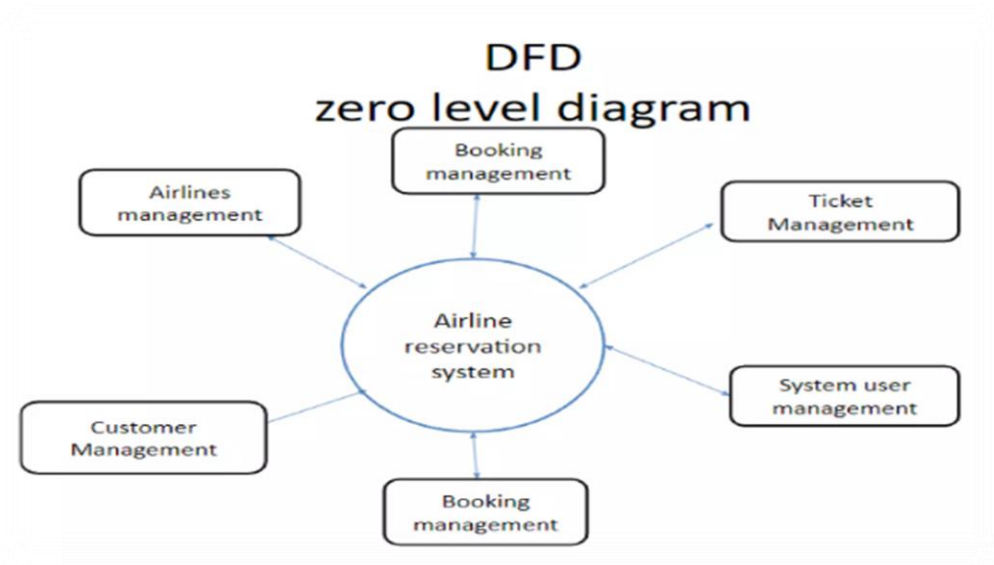 DFD
zero level diagram
Booking
management
Airlines
management
Ticket
Management
Airline
reservation
system
System user
management
Customer
Management
Booking
management